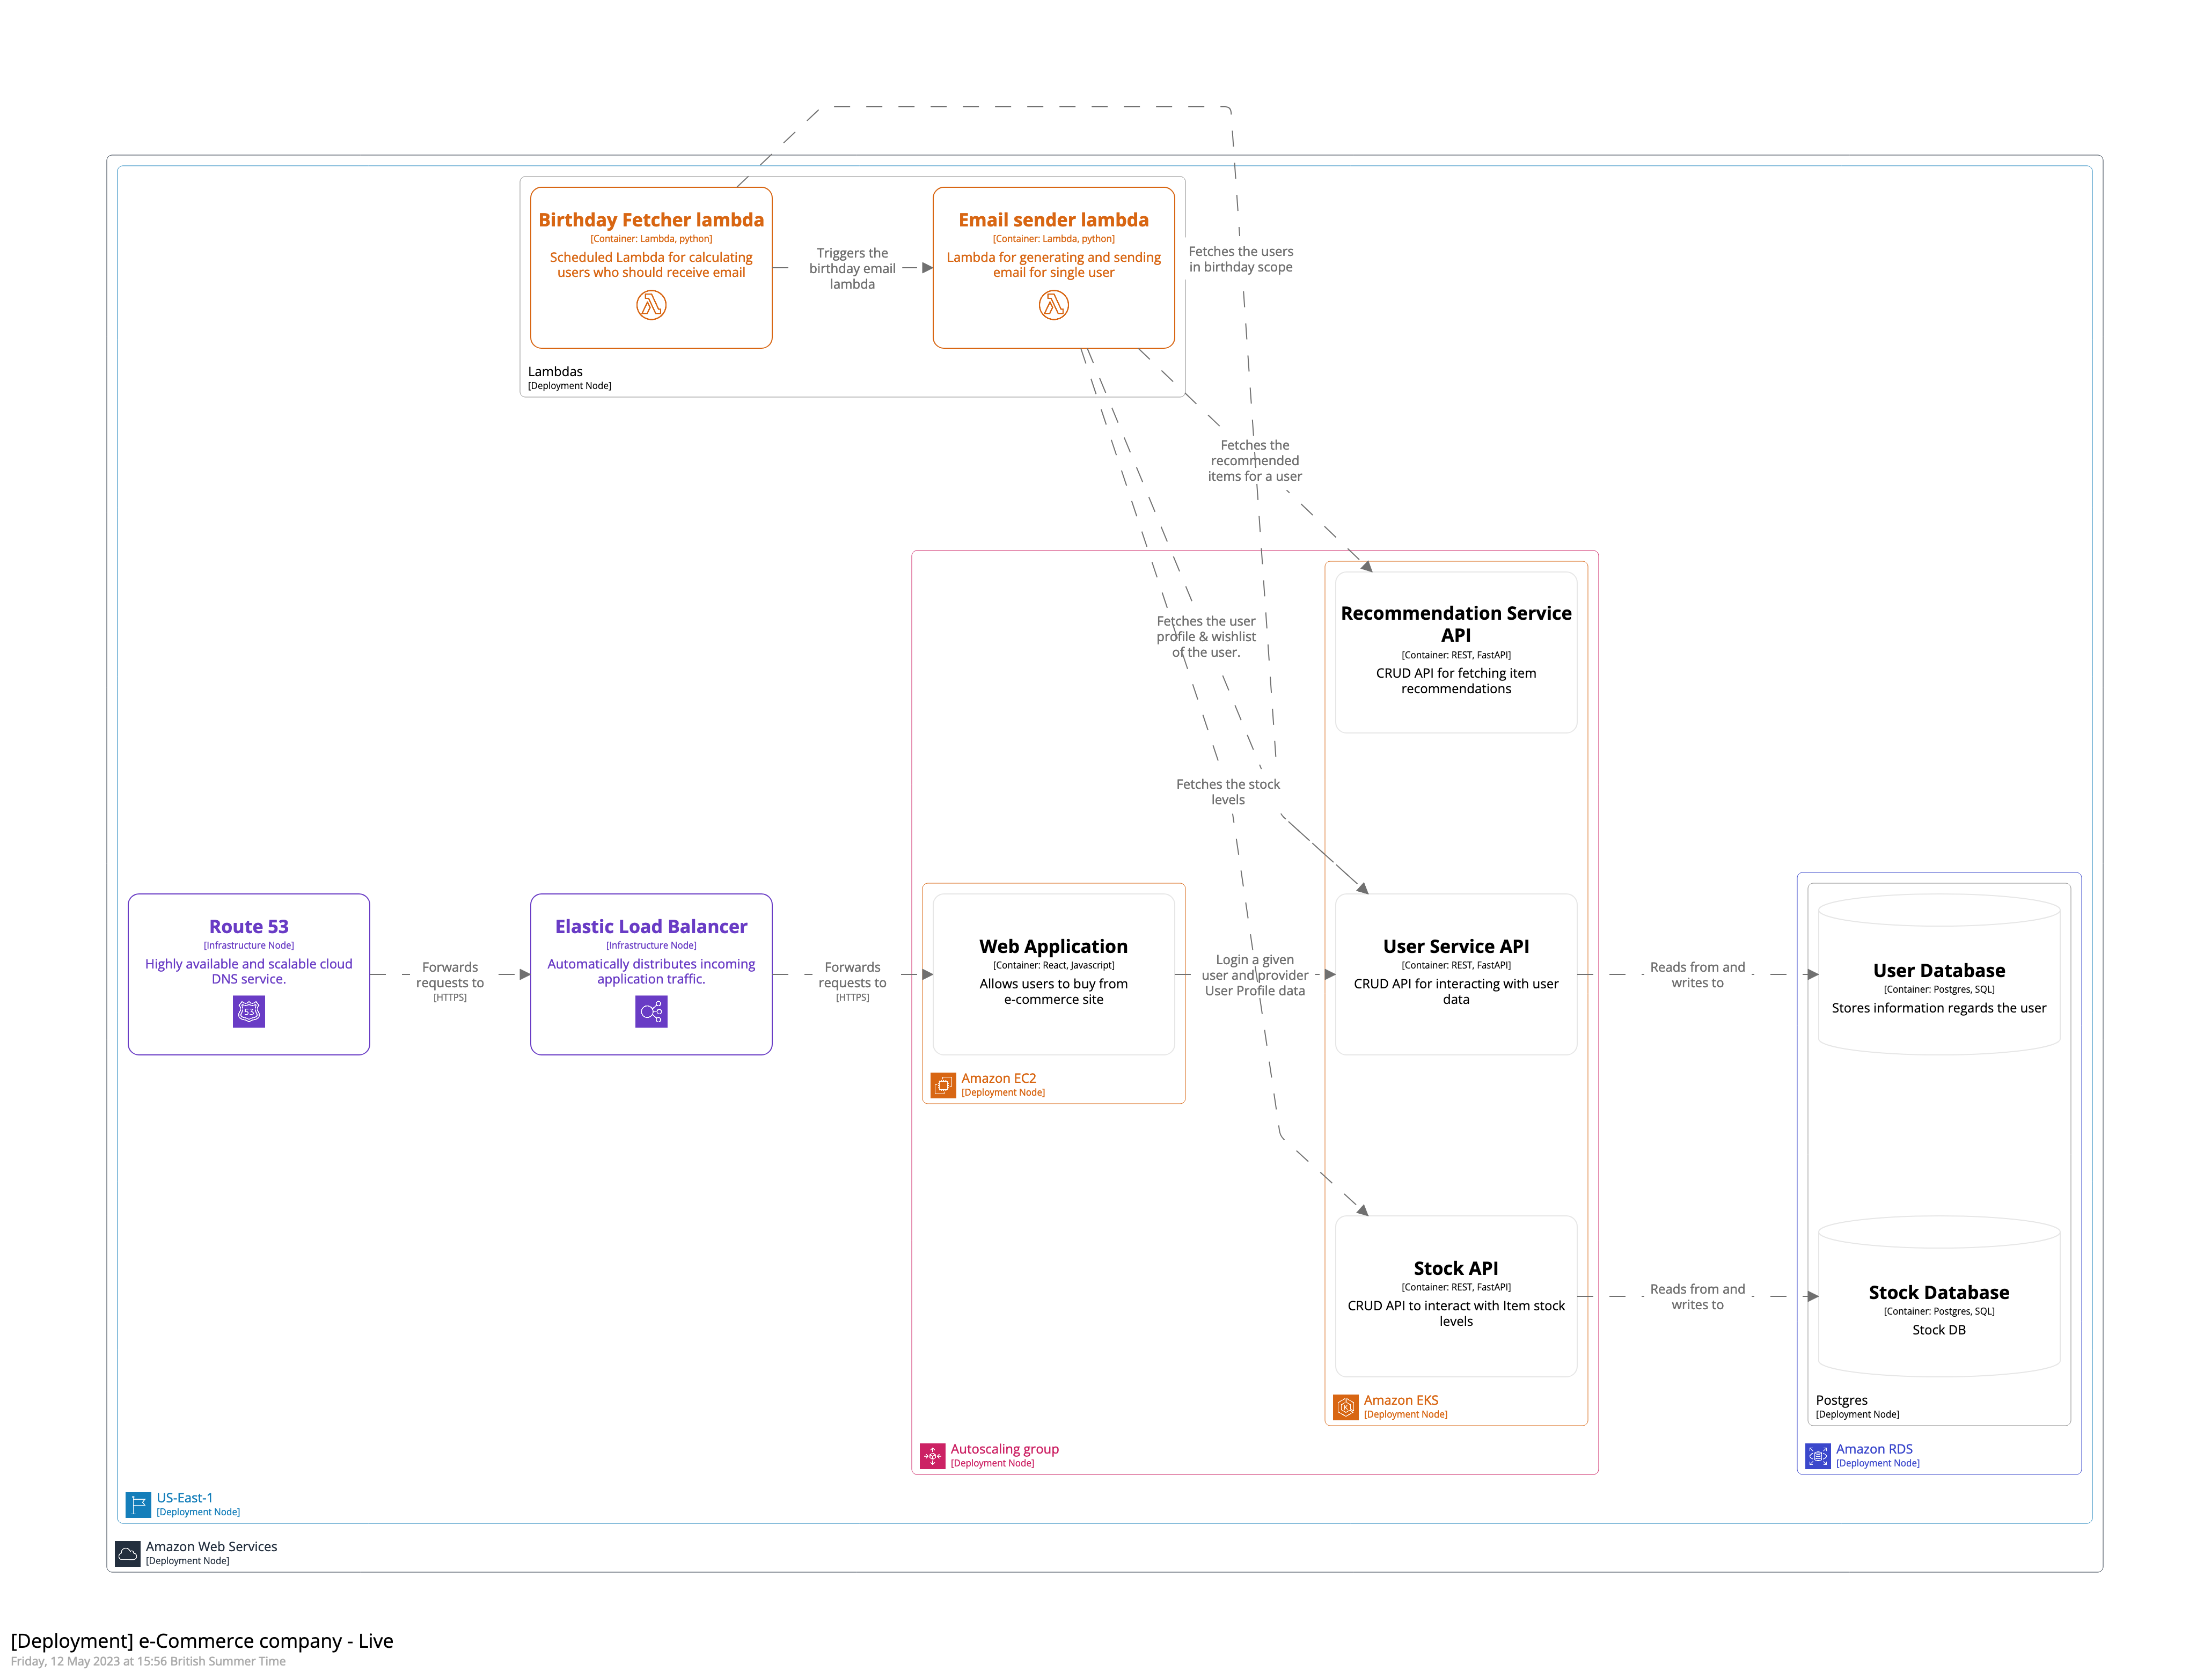 Birthday Fetcher lambda
[Container: Lambda, python]
Scheduled Lambda for calculating
users who should receive email
Triggers the
birthday email
lambda
Email sender lambda
[Container: Lambda, python]
Lambda for generating and sending
email for single user
Fetches the users
in birthday scope
Lambdas
[Deployment Node]
Fetches the
recommended
items for a user
Fetches the user
profile & wishlist
of the user.
Recommendation Service
API
[Container: REST, FastAPI]
CRUD API for fetching item
recommendations
Fetches the stock
levels
Route 53
[Infrastructure Node]
Highly available and scalable cloud
DNS service.
53
Forwards
requests to
[HTTPS]
Elastic Load Balancer
[Infrastructure Node]
Automatically distributes incoming
application traffic.
Forwards
requests to
[HTTPS]
Web Application
[Container: React, Javascript]
Allows users to buy from
e-commerce site
Amazon EC2
[Deployment Node]
Login a given
user and provider
User Profile data
User Service API
[Container: REST, FastAPI]
CRUD API for interacting with user
data
Reads from and
writes to
User Database
[Container: Postgres, SQL]
Stores information regards the user
Stock API
[Container: REST, FastAPI]
CRUD API to interact with Item stock
levels
Reads from and
writes to
Stock Database
[Container: Postgres, SQL]
Stock DB
Amazon EKS
[Deployment Node]
Postgres
[Deployment Node]
Autoscaling group
[Deployment Node]
Amazon RDS
[Deployment Node]
US-East-1
[Deployment Node]
Amazon Web Services
[Deployment Node]
[Deployment] e-Commerce company - Live
Friday, 12 May 2023 at 15:56 British Summer Time